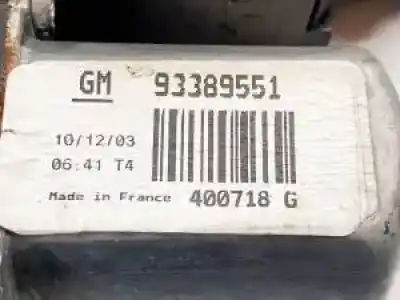 GM 93389551
10/12/03
06:41 T4
Made in France 400718 G